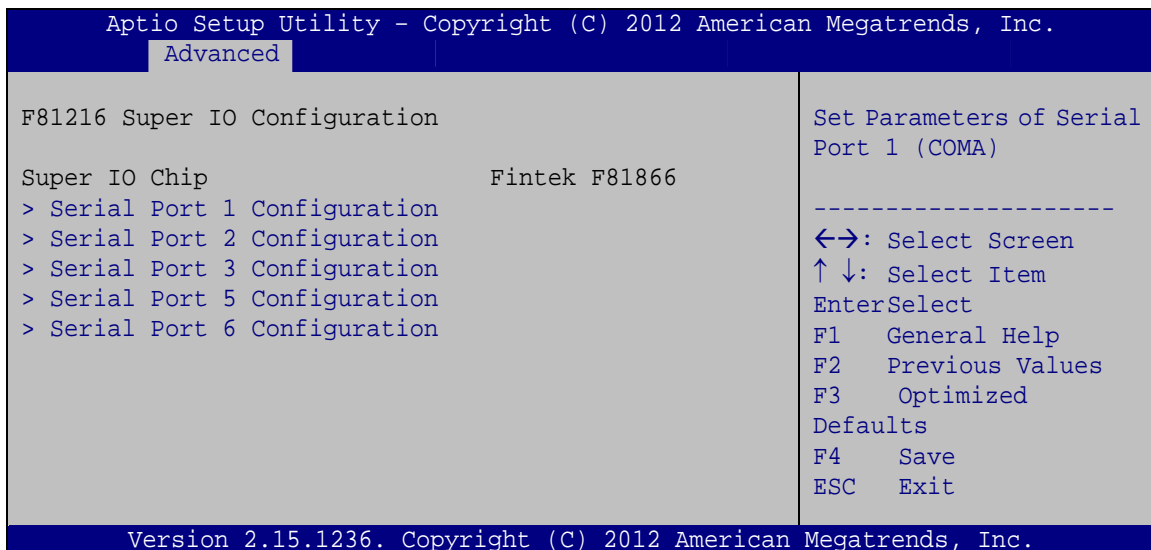 Aptio Setup Utility – Copyright (C) 2012 American Megatrends, Inc.
Advanced
F81216 Super IO Configuration
Super IO Chip Fintek F81866
> Serial Port 1 Configuration
> Serial Port 2 Configuration
> Serial Port 3 Configuration
> Serial Port 5 Configuration
> Serial Port 6 Configuration
Set Parameters of Serial
Port 1 (COMA)
---------------------
←→: Select Screen
↑ ↓: Select Item
EnterSelect
F1 General Help
F2 Previous Values
F3 Optimized
Defaults
F4 Save
ESC Exit
Version 2.15.1236. Copyright (C) 2012 American Megatrends, Inc.